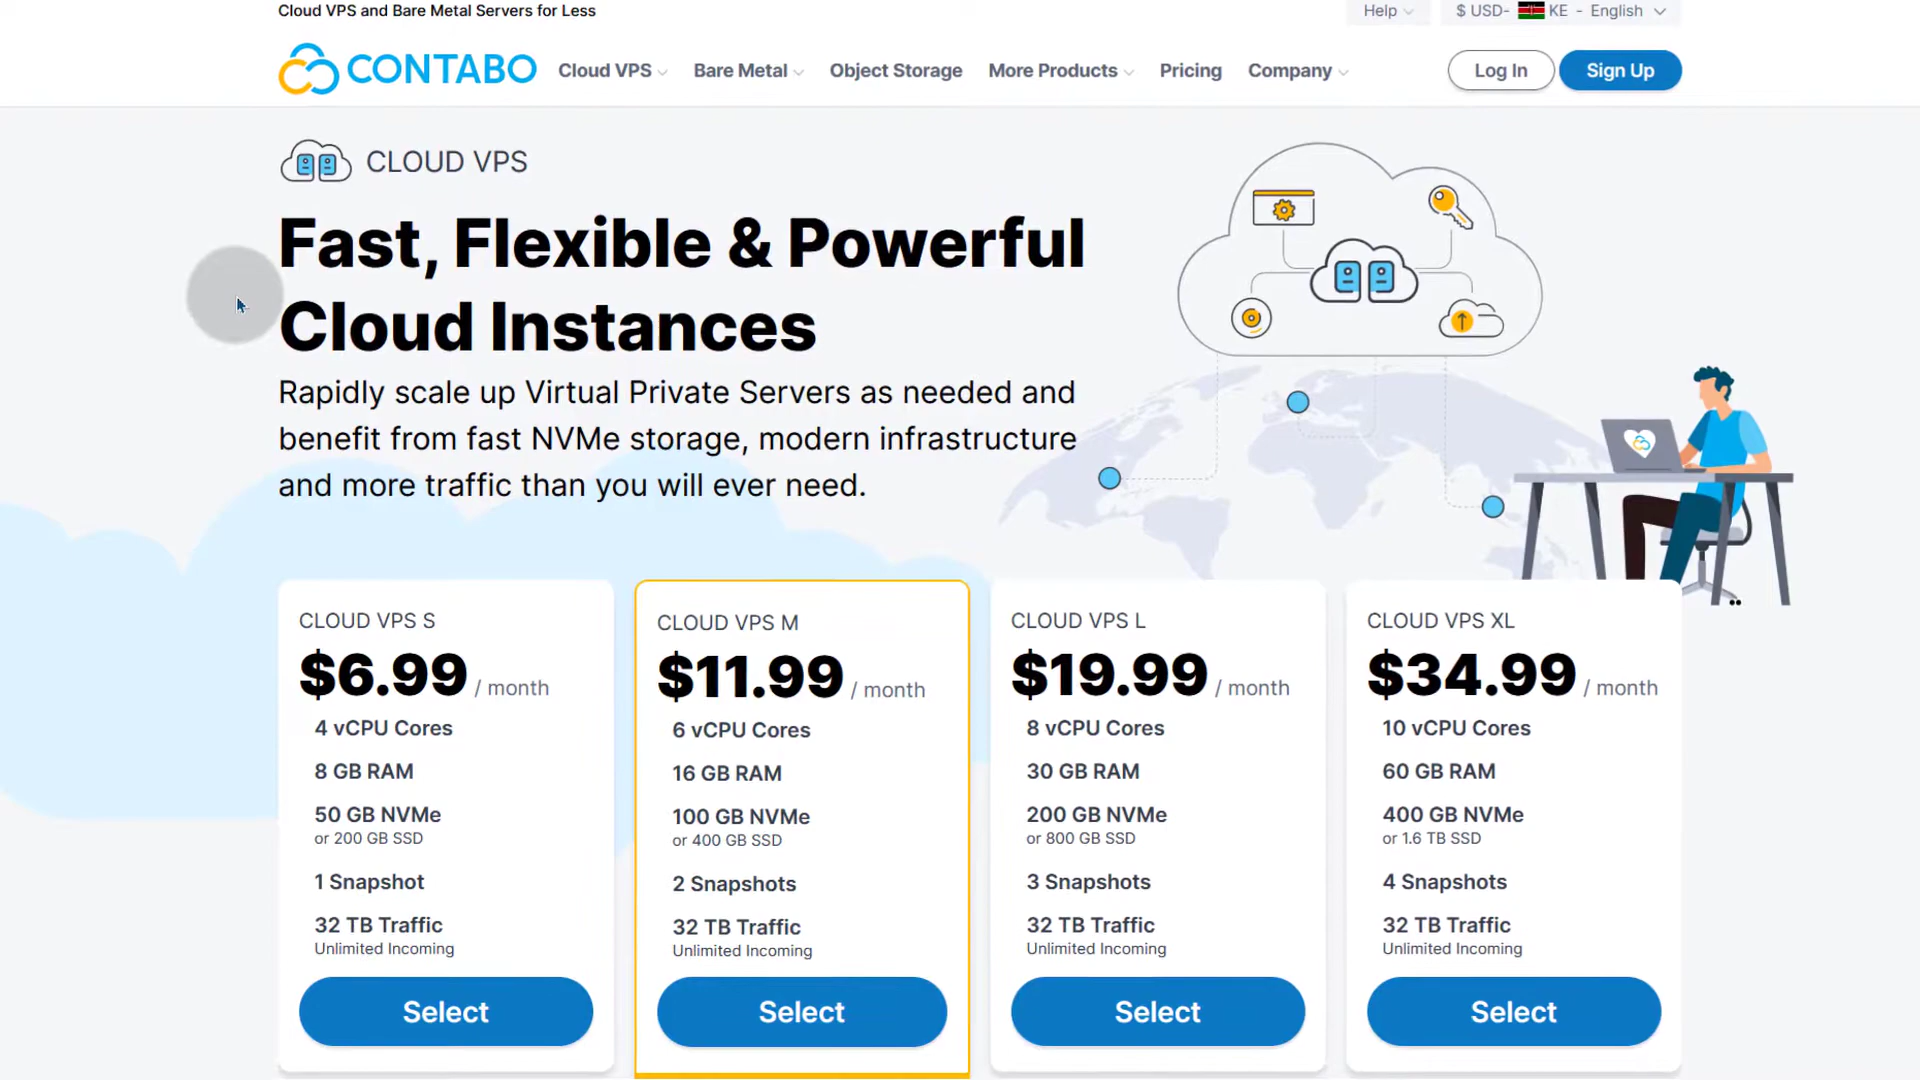 Cloud VPS and Bare Metal Servers for Less
Help
$ USD- KE - English
CONTABO
Cloud VPS
Bare Metal
Object Storage
More Products
Pricing
Company
Log In
Sign Up
CLOUD VPS
Fast, Flexible & Powerful
Cloud Instances
Rapidly scale up Virtual Private Servers as needed and
benefit from fast NVMe storage, modern infrastructure
and more traffic than you will ever need.
CLOUD VPS S
$6.99 / month
4 vCPU Cores
8 GB RAM
50 GB NVMe
or 200 GB SSD
1 Snapshot
32 TB Traffic
Unlimited Incoming
Select
CLOUD VPS M
$11.99 / month
6 vCPU Cores
16 GB RAM
100 GB NVMe
or 400 GB SSD
2 Snapshots
32 TB Traffic
Unlimited Incoming
Select
CLOUD VPS L
$19.99 / month
8 vCPU Cores
30 GB RAM
200 GB NVMe
or 800 GB SSD
3 Snapshots
32 TB Traffic
Unlimited Incoming
Select
CLOUD VPS XL
$34.99 / month
10 vCPU Cores
60 GB RAM
400 GB NVMe
or 1.6 TB SSD
4 Snapshots
32 TB Traffic
Unlimited Incoming
Select